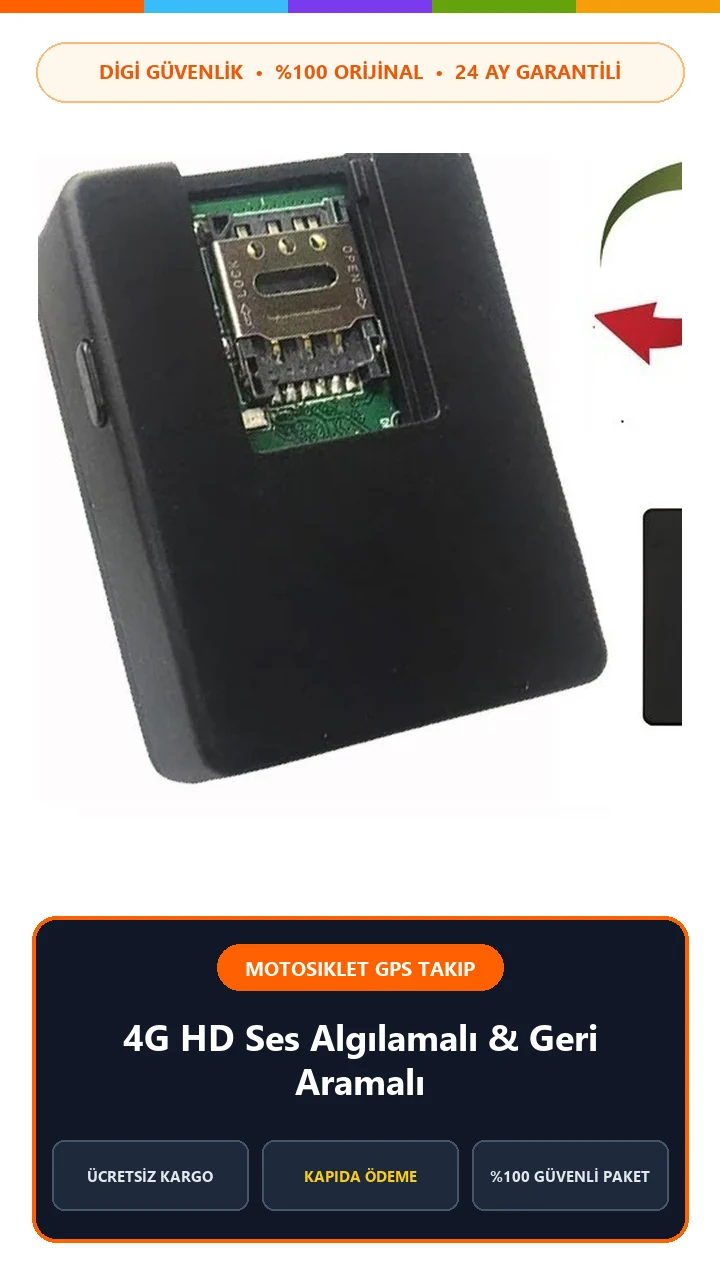 DİGİ GÜVENLİK • %100 ORİJİNAL • 24 AY GARANTİLİ
LOCK
OPEN
MOTOSIKLET GPS TAKIP
4G HD Ses Algılamalı & Geri
Aramalı
ÜCRETSİZ KARGO
KAPIDA ÖDEME
%100 GÜVENLİ PAKET